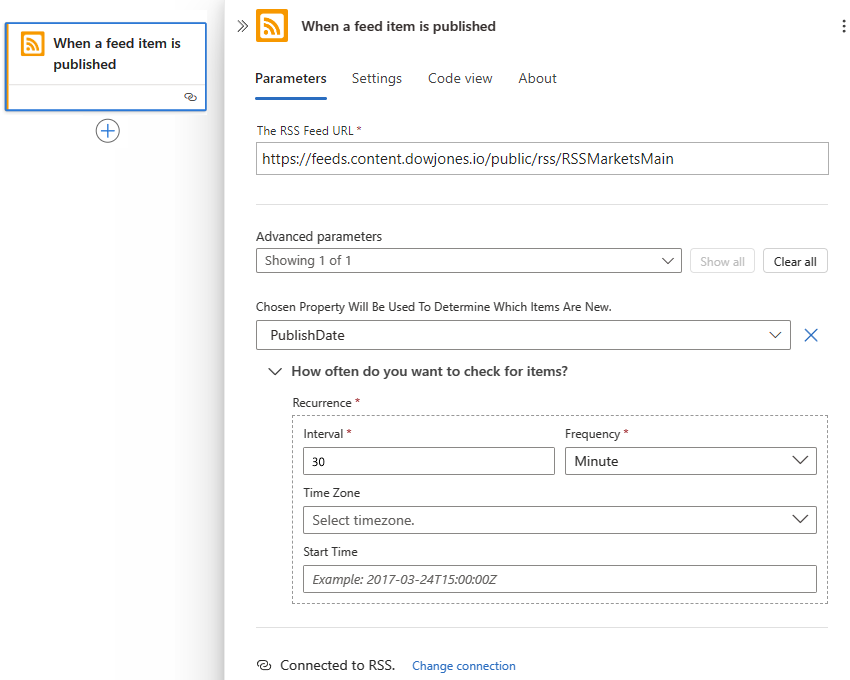 When a feed item is
published
When a feed item is published
Parameters Settings Code view About
The RSS Feed URL *
https://feeds.content.dowjones.io/public/rss/RSSMarketsMain
Advanced parameters
Showing 1 of 1 Show all Clear all
Chosen Property Will Be Used To Determine Which Items Are New.
PublishDate
How often do you want to check for items?
Recurrence *
Interval * Frequency *
30 Minute
Time Zone
Select timezone.
Start Time
Example: 2017-03-24T15:00:00Z
Connected to RSS. Change connection